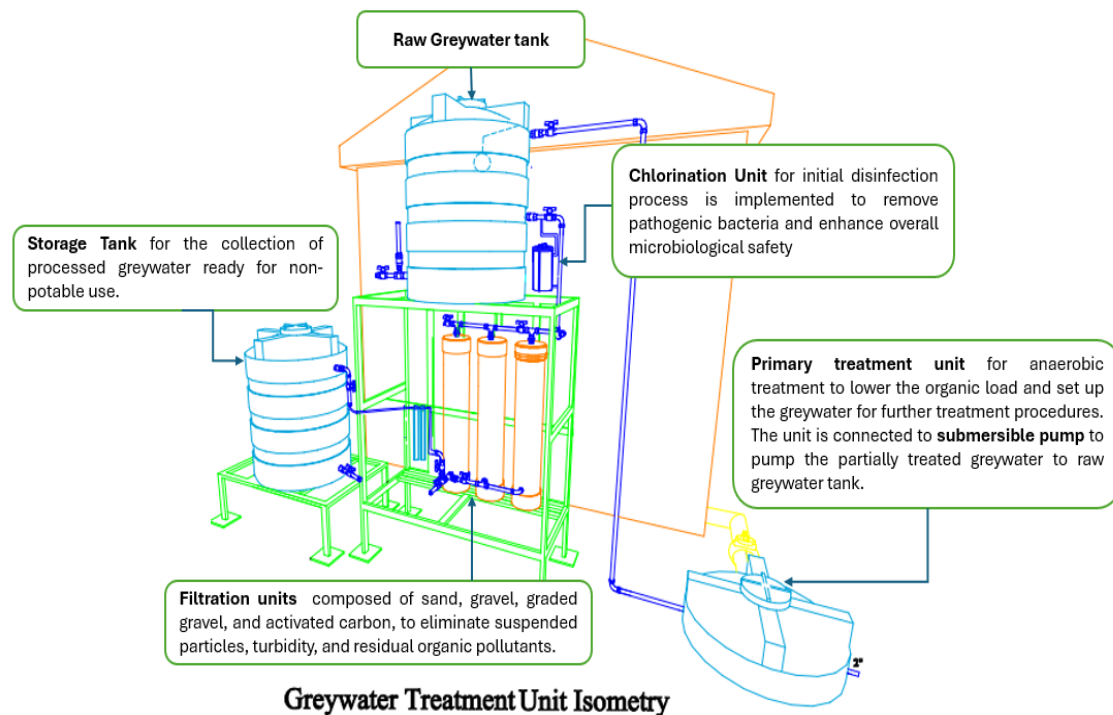 Raw Greywater tank
Chlorination Unit for initial disinfection
process is implemented to remove
pathogenic bacteria and enhance overall
microbiological safety
Storage Tank for the collection of
processed greywater ready for non-
potable use.
Primary treatment unit for anaerobic
treatment to lower the organic load and set up
the greywater for further treatment procedures.
The unit is connected to submersible pump to
pump the partially treated greywater to raw
greywater tank.
Filtration units composed of sand, gravel, graded
gravel, and activated carbon, to eliminate suspended
particles, turbidity, and residual organic pollutants.
2"
Greywater Treatment Unit Isometry